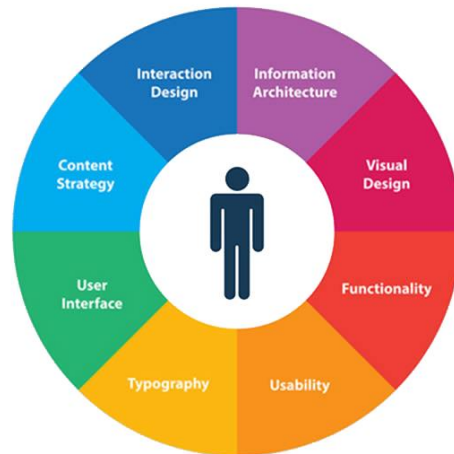 Interaction
Design
Information
Architecture
Visual
Design
Functionality
Usability
Typography
User
Interface
Content
Strategy